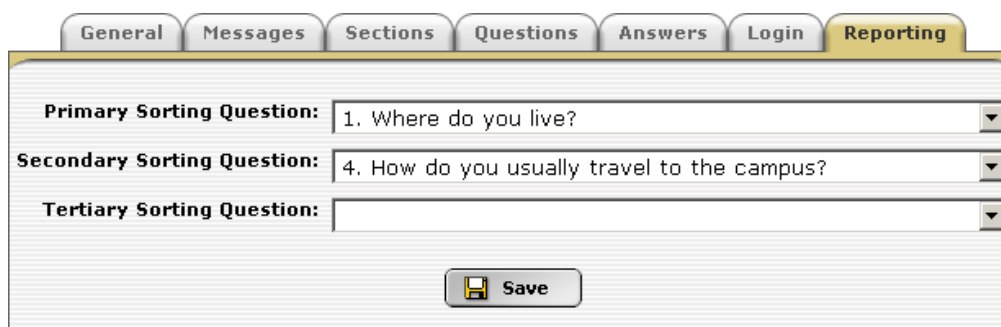 General Messages Sections Questions Answers Login Reporting
Primary Sorting Question: 1. Where do you live?
Secondary Sorting Question: 4. How do you usually travel to the campus?
Tertiary Sorting Question:
Save